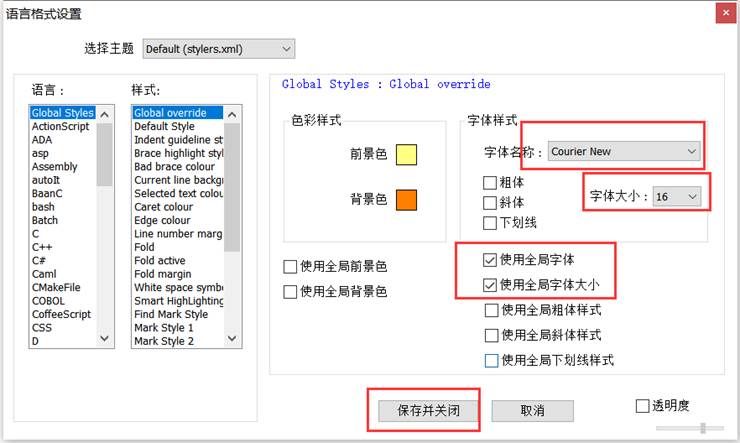 语言格式设置
选择主题 Default (stylers.xml)
语言：
Global Styles
ActionScript
ADA
asp
Assembly
autoIt
BaanC
bash
Batch
C
C++
C#
Caml
CMakeFile
COBOL
CoffeeScript
CSS
D
样式:
Global override
Default Style
Indent guideline st
Brace highlight styl
Bad brace colour
Current line backgr
Selected text colou
Caret colour
Edge colour
Line number marg
Fold
Fold active
Fold margin
White space symbo
Smart HighLighting
Find Mark Style
Mark Style 1
Mark Style 2
Global Styles : Global override
色彩样式
前景色
背景色
使用全局前景色
使用全局背景色
字体样式
字体名称： Courier New
粗体
斜体
下划线
字体大小： 16
使用全局字体
使用全局字体大小
使用全局粗体样式
使用全局斜体样式
使用全局下划线样式
保存并关闭
取消
透明度